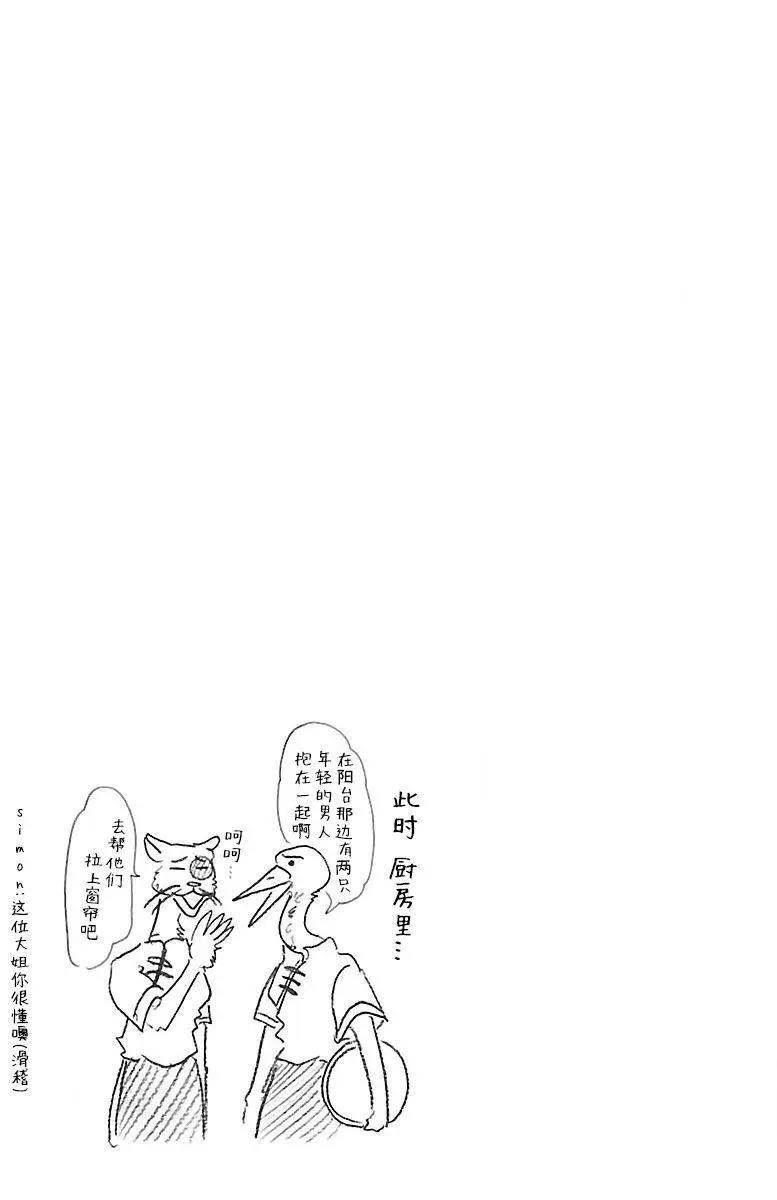 此时 厨房里…
在阳台那边有两只
年轻的男人
抱在一起啊
呵呵…
去帮他们
拉上窗帘吧
simon:这位大姐你很懂噢(滑稽)